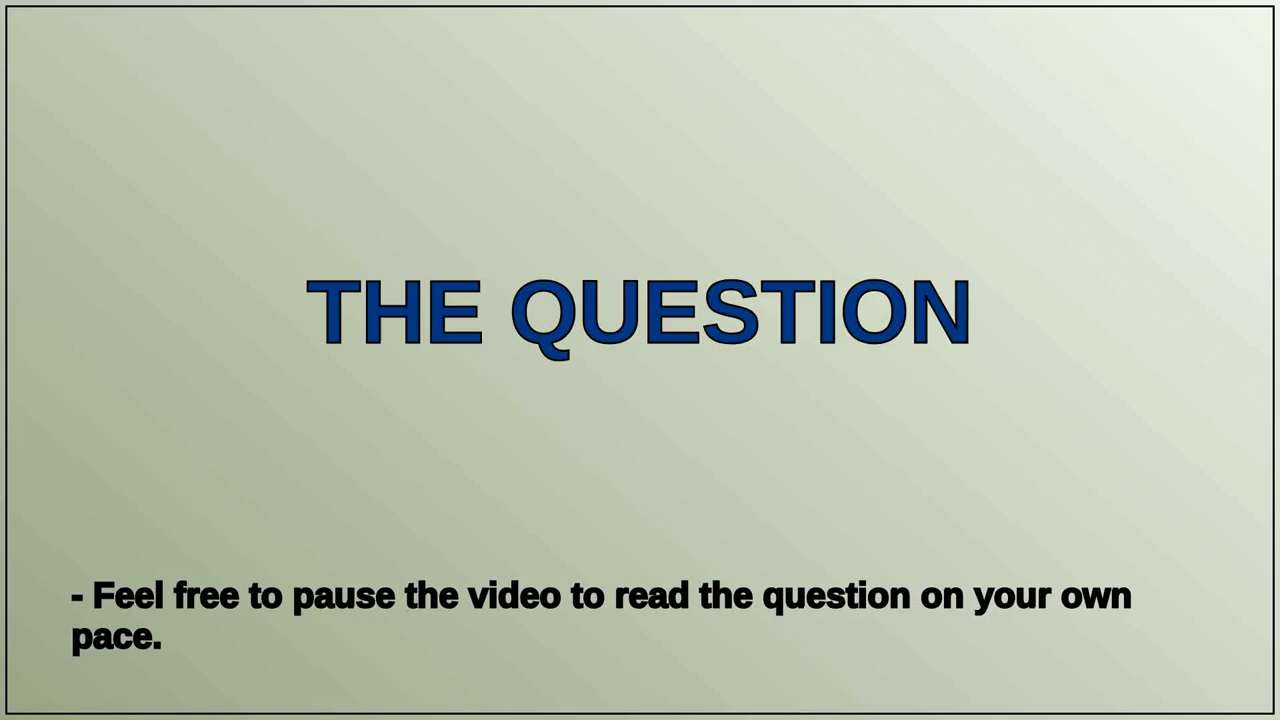 THE QUESTION
- Feel free to pause the video to read the question on your own
pace.